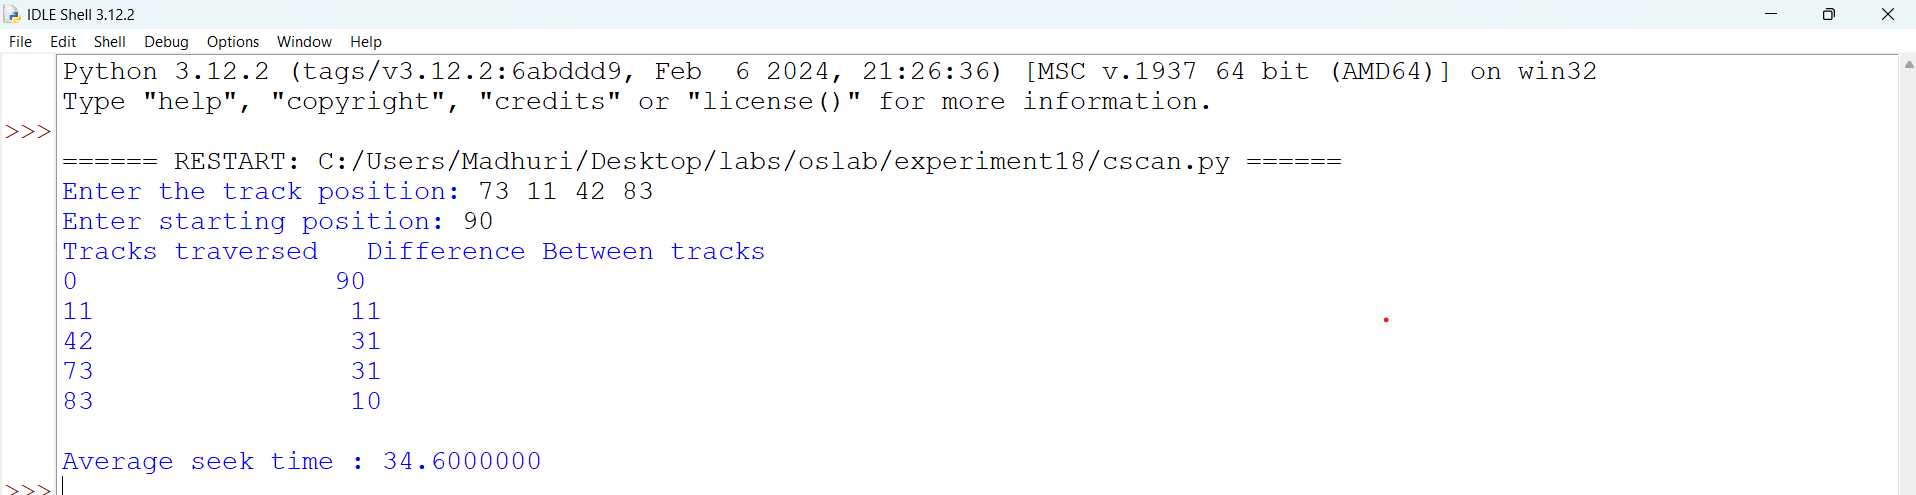 IDLE Shell 3.12.2
File Edit Shell Debug Options Window Help
Python 3.12.2 (tags/v3.12.2:6abddd9, Feb  6 2024, 21:26:36) [MSC v.1937 64 bit (AMD64)] on win32
Type "help", "copyright", "credits" or "license()" for more information.
>>>
====== RESTART: C:/Users/Madhuri/Desktop/labs/oslab/experiment18/cscan.py ======
Enter the track position: 73 11 42 83
Enter starting position: 90
Tracks traversed   Difference Between tracks
0                90
11                11
42                31
73                31
83                10
Average seek time : 34.6000000
>>>